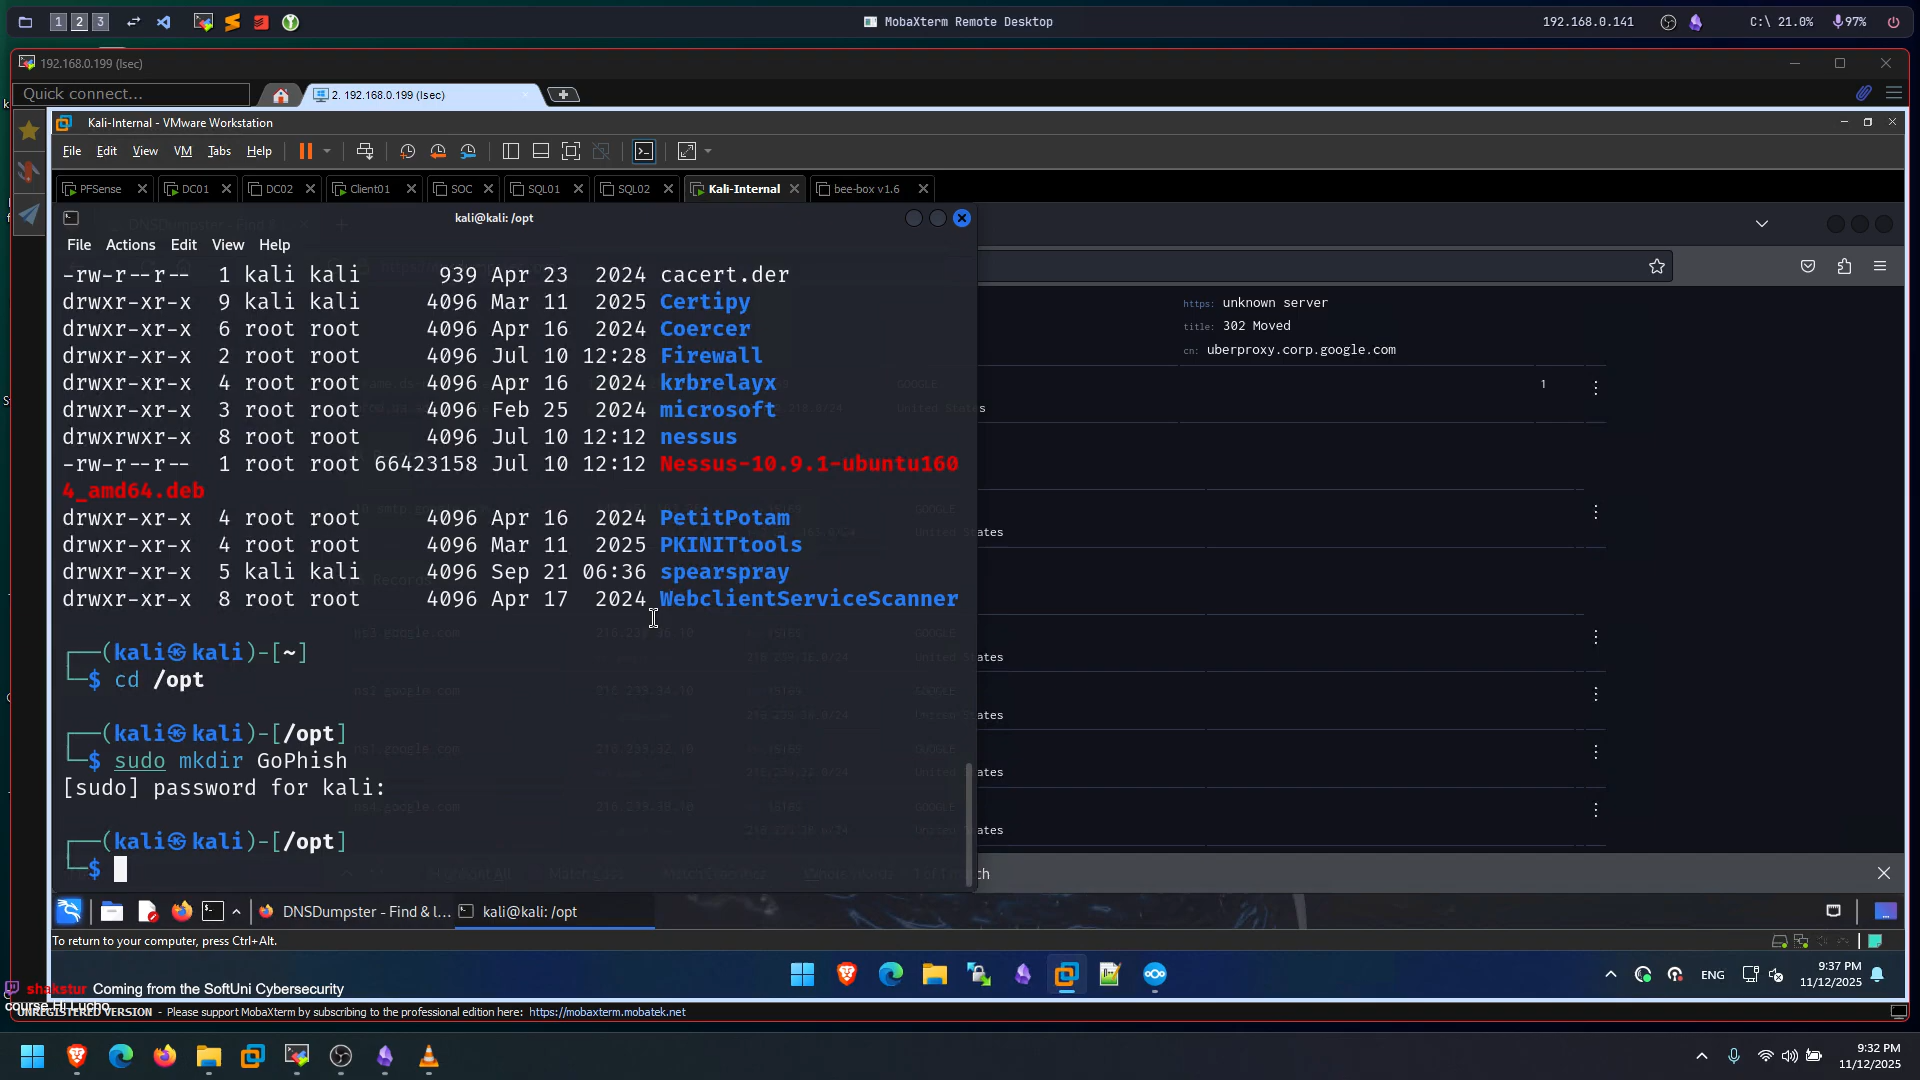 1 2 3
MobaXterm Remote Desktop
192.168.0.141
C:\ 21.0%
97%
192.168.0.199 (lsec)
Quick connect...
2. 192.168.0.199 (lsec)
Kali-Internal - VMware Workstation
File Edit View VM Tabs Help
PFSense
DC01
DC02
Client01
SOC
SQL01
SQL02
Kali-Internal
bee-box v1.6
kali@kali: /opt
File Actions Edit View Help
-rw-r--r-- 1 kali kali 939 Apr 23 2024 cacert.der
drwxr-xr-x 9 kali kali 4096 Mar 11 2025 Certipy
drwxr-xr-x 6 root root 4096 Apr 16 2024 Coercer
drwxr-xr-x 2 root root 4096 Jul 10 12:28 Firewall
drwxr-xr-x 4 root root 4096 Apr 16 2024 krbrelayx
drwxr-xr-x 3 root root 4096 Feb 25 2024 microsoft
drwxrwxr-x 8 root root 4096 Jul 10 12:12 nessus
-rw-r--r-- 1 root root 66423158 Jul 10 12:12 Nessus-10.9.1-ubuntu160
4_amd64.deb
drwxr-xr-x 4 root root 4096 Apr 16 2024 PetitPotam
drwxr-xr-x 4 root root 4096 Mar 11 2025 PKINITtools
drwxr-xr-x 5 kali kali 4096 Sep 21 06:36 spearspray
drwxr-xr-x 8 root root 4096 Apr 17 2024 WebclientServiceScanner
┌──(kali㉿kali)-[~]
└─$ cd /opt
┌──(kali㉿kali)-[/opt]
└─$ sudo mkdir GoPhish
[sudo] password for kali:
┌──(kali㉿kali)-[/opt]
└─$
https: unknown server
title: 302 Moved
cn: uberproxy.corp.google.com
1
DNSDumpster - Find & l...
kali@kali: /opt
To return to your computer, press Ctrl+Alt.
ENG
9:37 PM
11/12/2025
shakstur Coming from the SoftUni Cybersecurity
course.Hi Lucho
UNREGISTERED VERSION - Please support MobaXterm by subscribing to the professional edition here: https://mobaxterm.mobatek.net
9:32 PM
11/12/2025